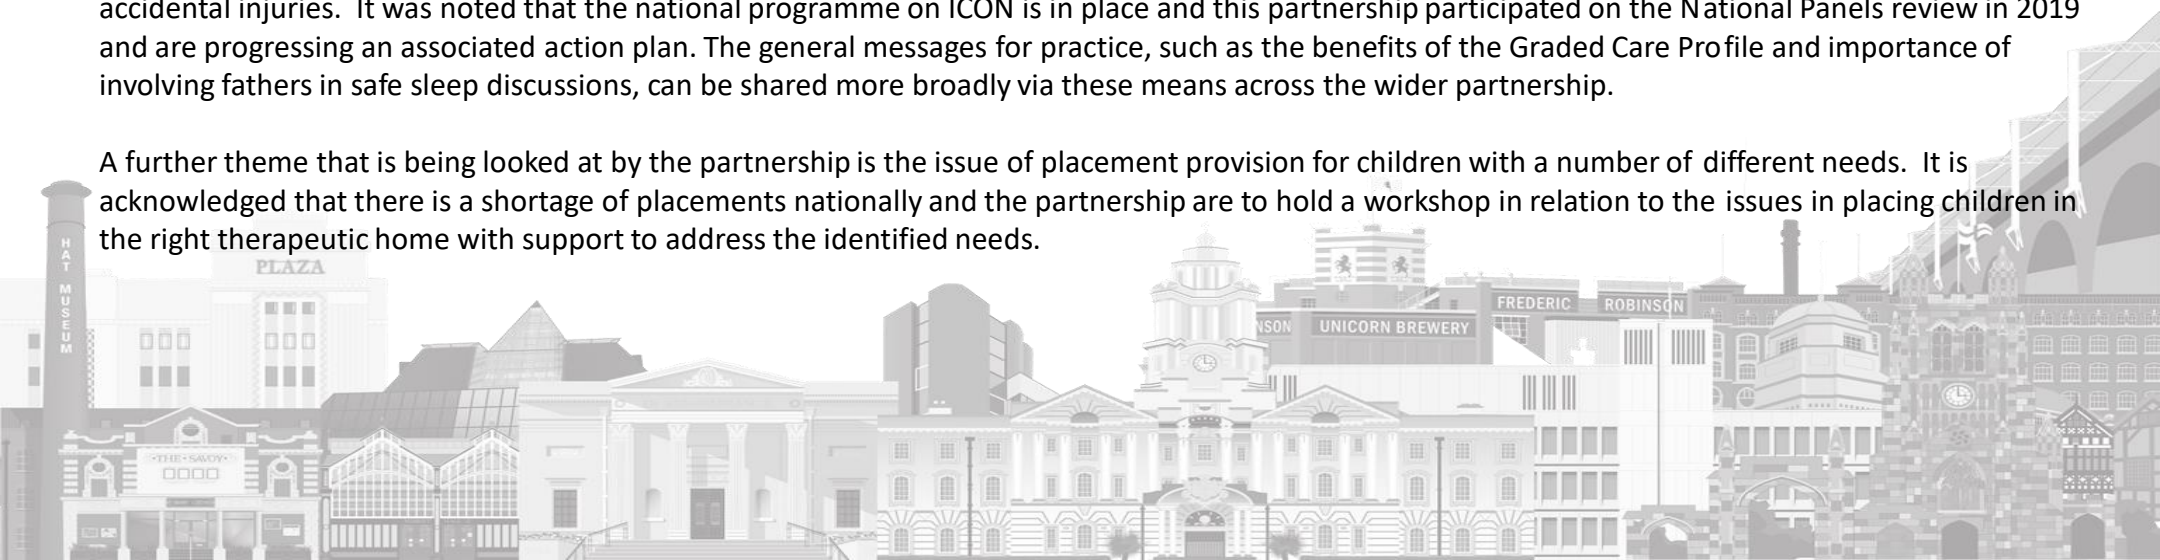 accidental injuries. It was noted that the national programme on ICON is in place and this partnership participated on the National Panels review in 2019
and are progressing an associated action plan. The general messages for practice, such as the benefits of the Graded Care Profile and importance of
involving fathers in safe sleep discussions, can be shared more broadly via these means across the wider partnership.
A further theme that is being looked at by the partnership is the issue of placement provision for children with a number of different needs. It is
acknowledged that there is a shortage of placements nationally and the partnership are to hold a workshop in relation to the issues in placing children in
the right therapeutic home with support to address the identified needs.
HAT MUSEUM
PLAZA
FREDERIC ROBINSON
NSON UNICORN BREWERY
THE SAVOY